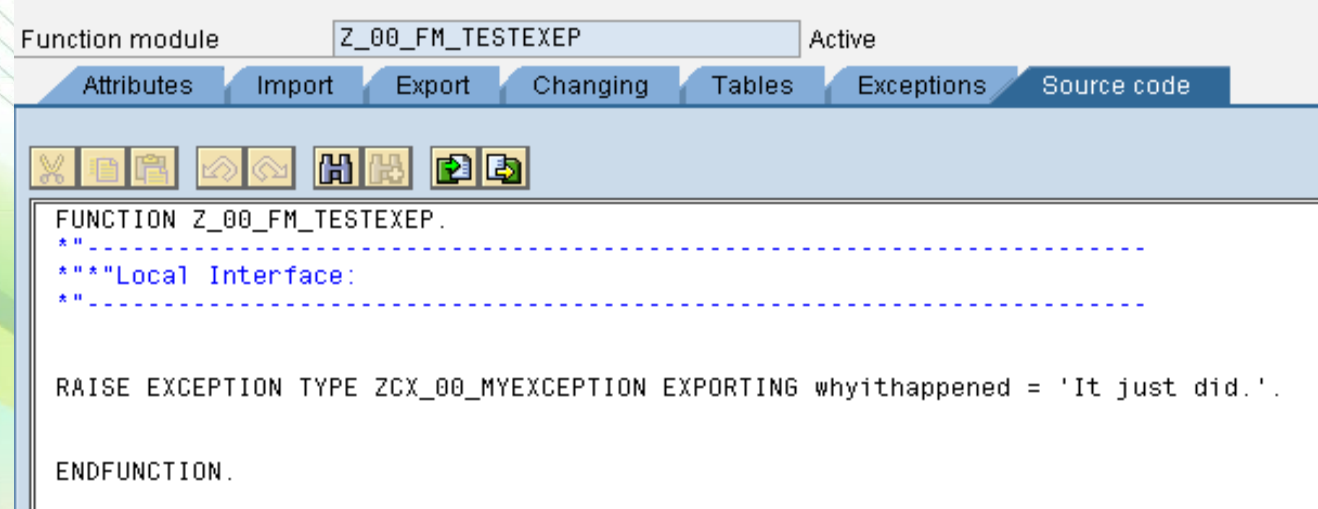 Function module Z_00_FM_TESTEXEP Active
Attributes Import Export Changing Tables Exceptions Source code
FUNCTION Z_00_FM_TESTEXEP.
*"----------------------------------------------------------------------
*"*"Local Interface:
*"----------------------------------------------------------------------
RAISE EXCEPTION TYPE ZCX_00_MYEXCEPTION EXPORTING whyithappened = 'It just did.'.
ENDFUNCTION.